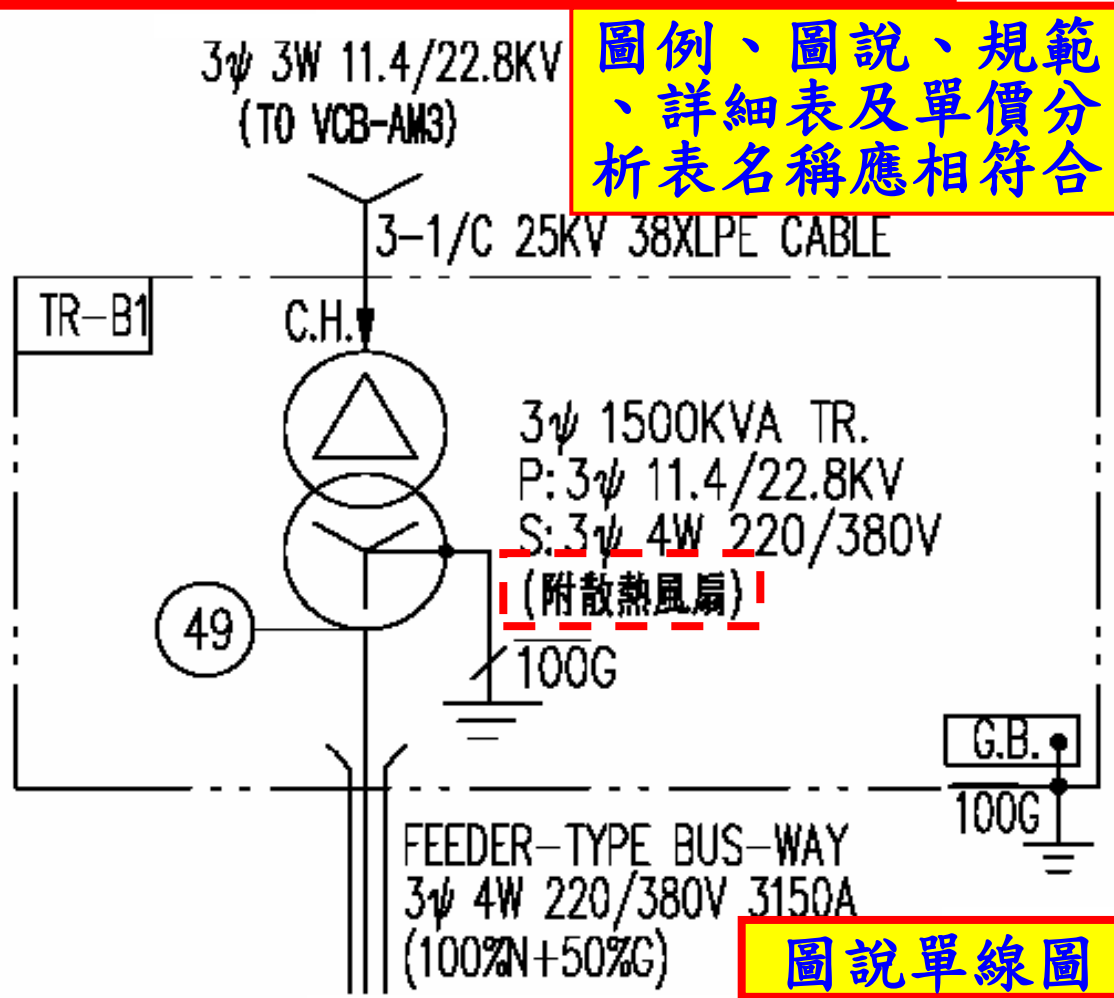 3ψ 3W 11.4/22.8KV
(TO VCB-AM3)
圖例、圖說、規範
、詳細表及單價分
析表名稱應相符合
3-1/C 25KV 38XLPE CABLE
TR-B1
C.H.
3ψ 1500KVA TR.
P:3ψ 11.4/22.8KV
S:3ψ 4W 220/380V
(附散熱風扇)
49
100G
G.B.
100G
FEEDER-TYPE BUS-WAY
3ψ 4W 220/380V 3150A
(100%N+50%G)
圖說單線圖